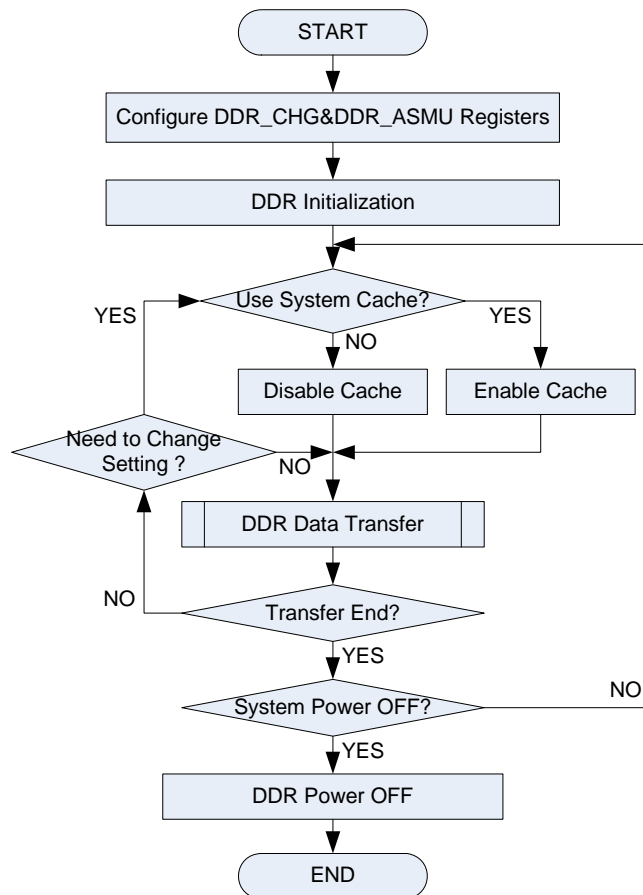 START
Configure DDR_CHG&DDR_ASMU Registers
DDR Initialization
Use System Cache?
YES
YES
NO
Disable Cache
Enable Cache
Need to Change
Setting ?
NO
DDR Data Transfer
NO
Transfer End?
YES
System Power OFF?
NO
YES
DDR Power OFF
END